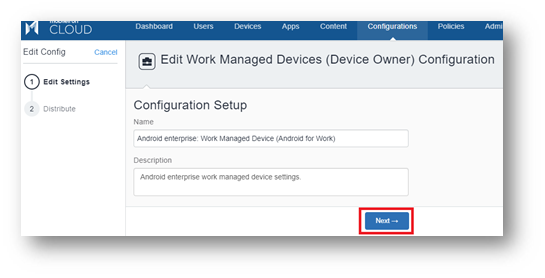 CLOUD
Dashboard Users Devices Apps Content Configurations Policies
Edit Config Cancel
1 Edit Settings
2 Distribute
Edit Work Managed Devices (Device Owner) Configuration
Configuration Setup
Name
Android enterprise: Work Managed Device (Android for Work)
Description
Android enterprise work managed device settings.
Next →